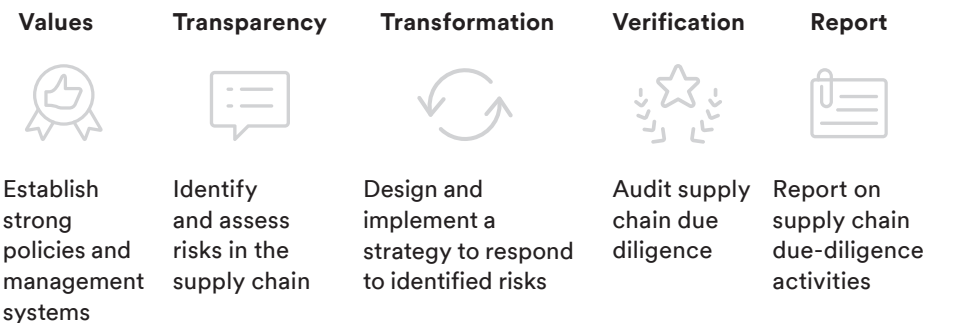 Values
Transparency
Transformation
Verification
Report
Establish
strong
policies and
management
systems
Identify
and assess
risks in the
supply chain
Design and
implement a
strategy to respond
to identified risks
Audit supply
chain due
diligence
Report on
supply chain
due-diligence
activities